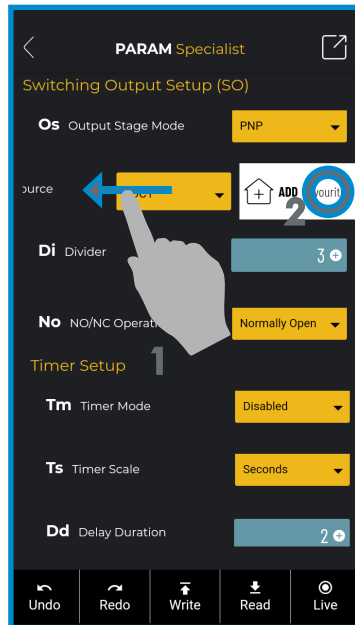 PARAM Specialist
Switching Output Setup (SO)
Os Output Stage Mode PNP
ource ADD
2
Di Divider 3
No NO/NC Operati Normally Open
1
Timer Setup
Tm Timer Mode Disabled
Ts Timer Scale Seconds
Dd Delay Duration 2
Undo Redo Write Read Live